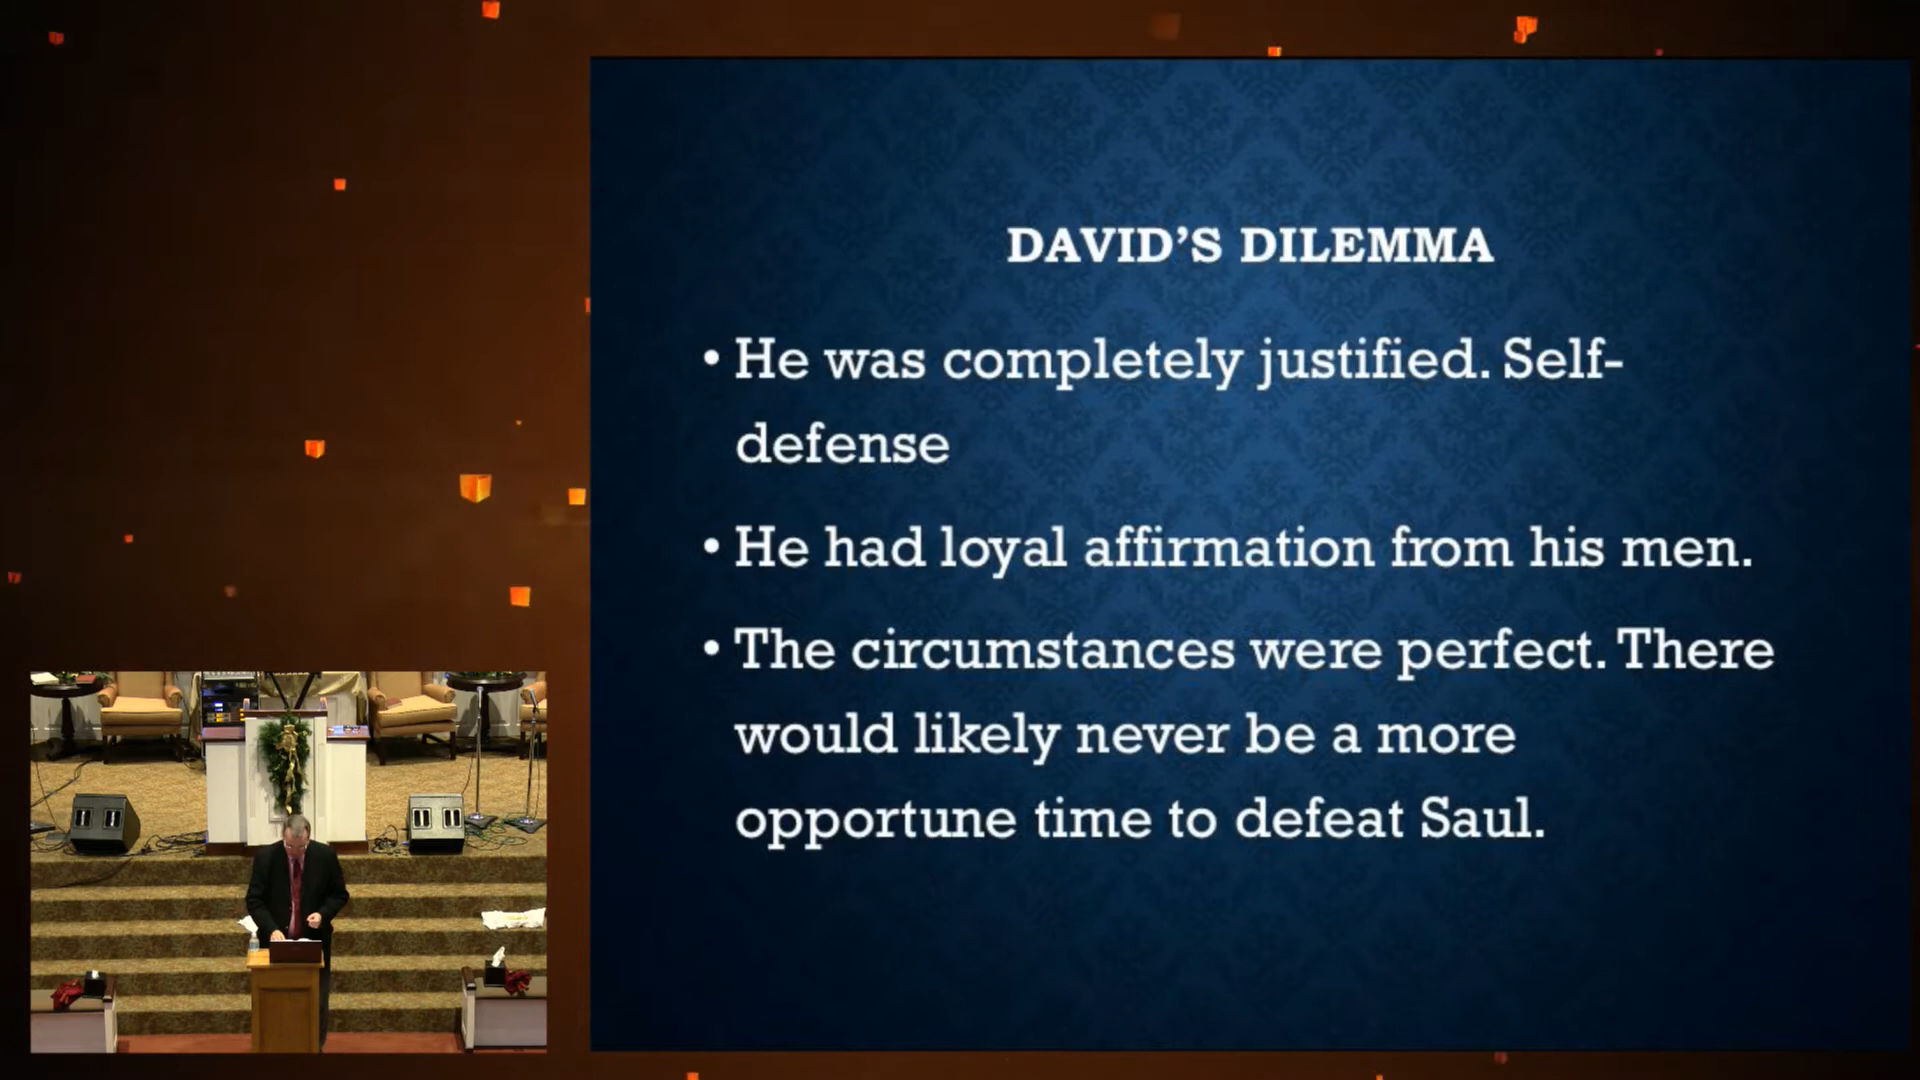 DAVID’S DILEMMA
• He was completely justified. Self-
defense
• He had loyal affirmation from his men.
• The circumstances were perfect. There
would likely never be a more
opportune time to defeat Saul.